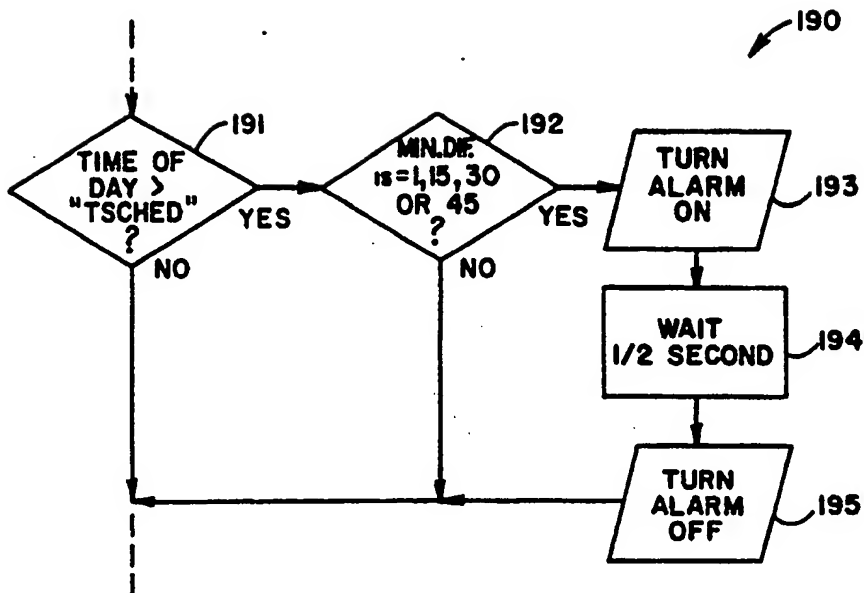 190
191
TIME OF
DAY >
"TSCHED"
?
YES
NO
192
MIN.DIF.
is=1,15,30
OR 45
?
YES
NO
TURN
ALARM
ON
193
WAIT
1/2 SECOND
194
TURN
ALARM
OFF
195